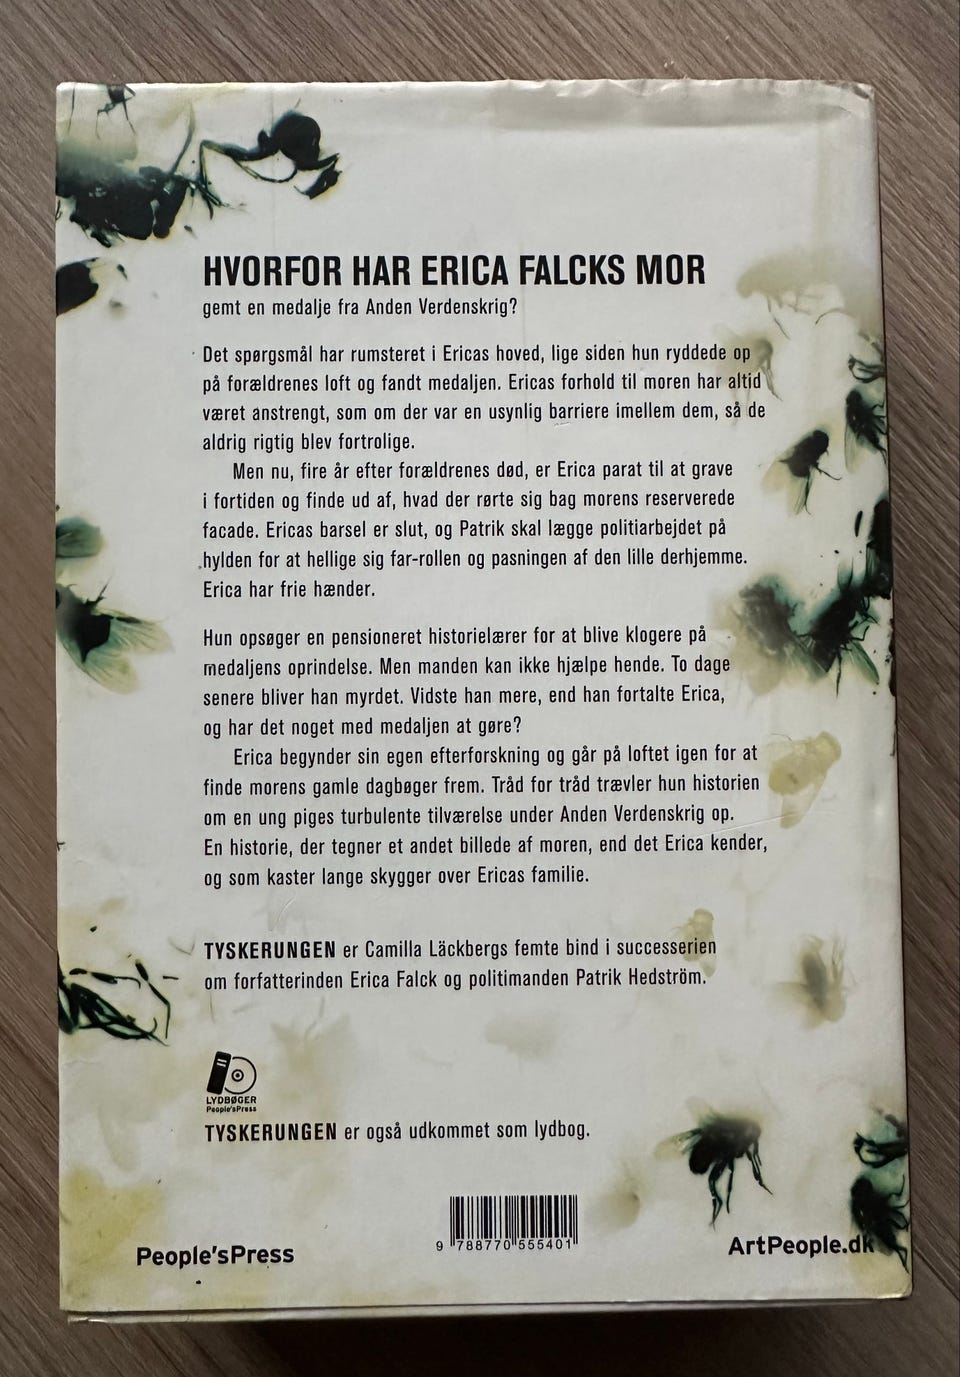 HVORFOR HAR ERICA FALCKS MOR
gemt en medalje fra Anden Verdenskrig?
Det spørgsmål har rumsteret i Ericas hoved, lige siden hun ryddede op
på forældrenes loft og fandt medaljen. Ericas forhold til moren har altid
været anstrengt, som om der var en usynlig barriere imellem dem, så de
aldrig rigtig blev fortrolige.
Men nu, fire år efter forældrenes død, er Erica parat til at grave
i fortiden og finde ud af, hvad der rørte sig bag morens reserverede
facade. Ericas barsel er slut, og Patrik skal lægge politiarbejdet på
hylden for at hellige sig far-rollen og pasningen af den lille derhjemme.
Erica har frie hænder.
Hun opsøger en pensioneret historielærer for at blive klogere på
medaljens oprindelse. Men manden kan ikke hjælpe hende. To dage
senere bliver han myrdet. Vidste han mere, end han fortalte Erica,
og har det noget med medaljen at gøre?
Erica begynder sin egen efterforskning og går på loftet igen for at
finde morens gamle dagbøger frem. Tråd for tråd trævler hun historien
om en ung piges turbulente tilværelse under Anden Verdenskrig op.
En historie, der tegner et andet billede af moren, end det Erica kender,
og som kaster lange skygger over Ericas familie.
TYSKERUNGEN er Camilla Läckbergs femte bind i successerien
om forfatterinden Erica Falck og politimanden Patrik Hedström.
LYDBØGER
People'sPress
TYSKERUNGEN er også udkommet som lydbog.
9 788770 555401
People'sPress
ArtPeople.dk